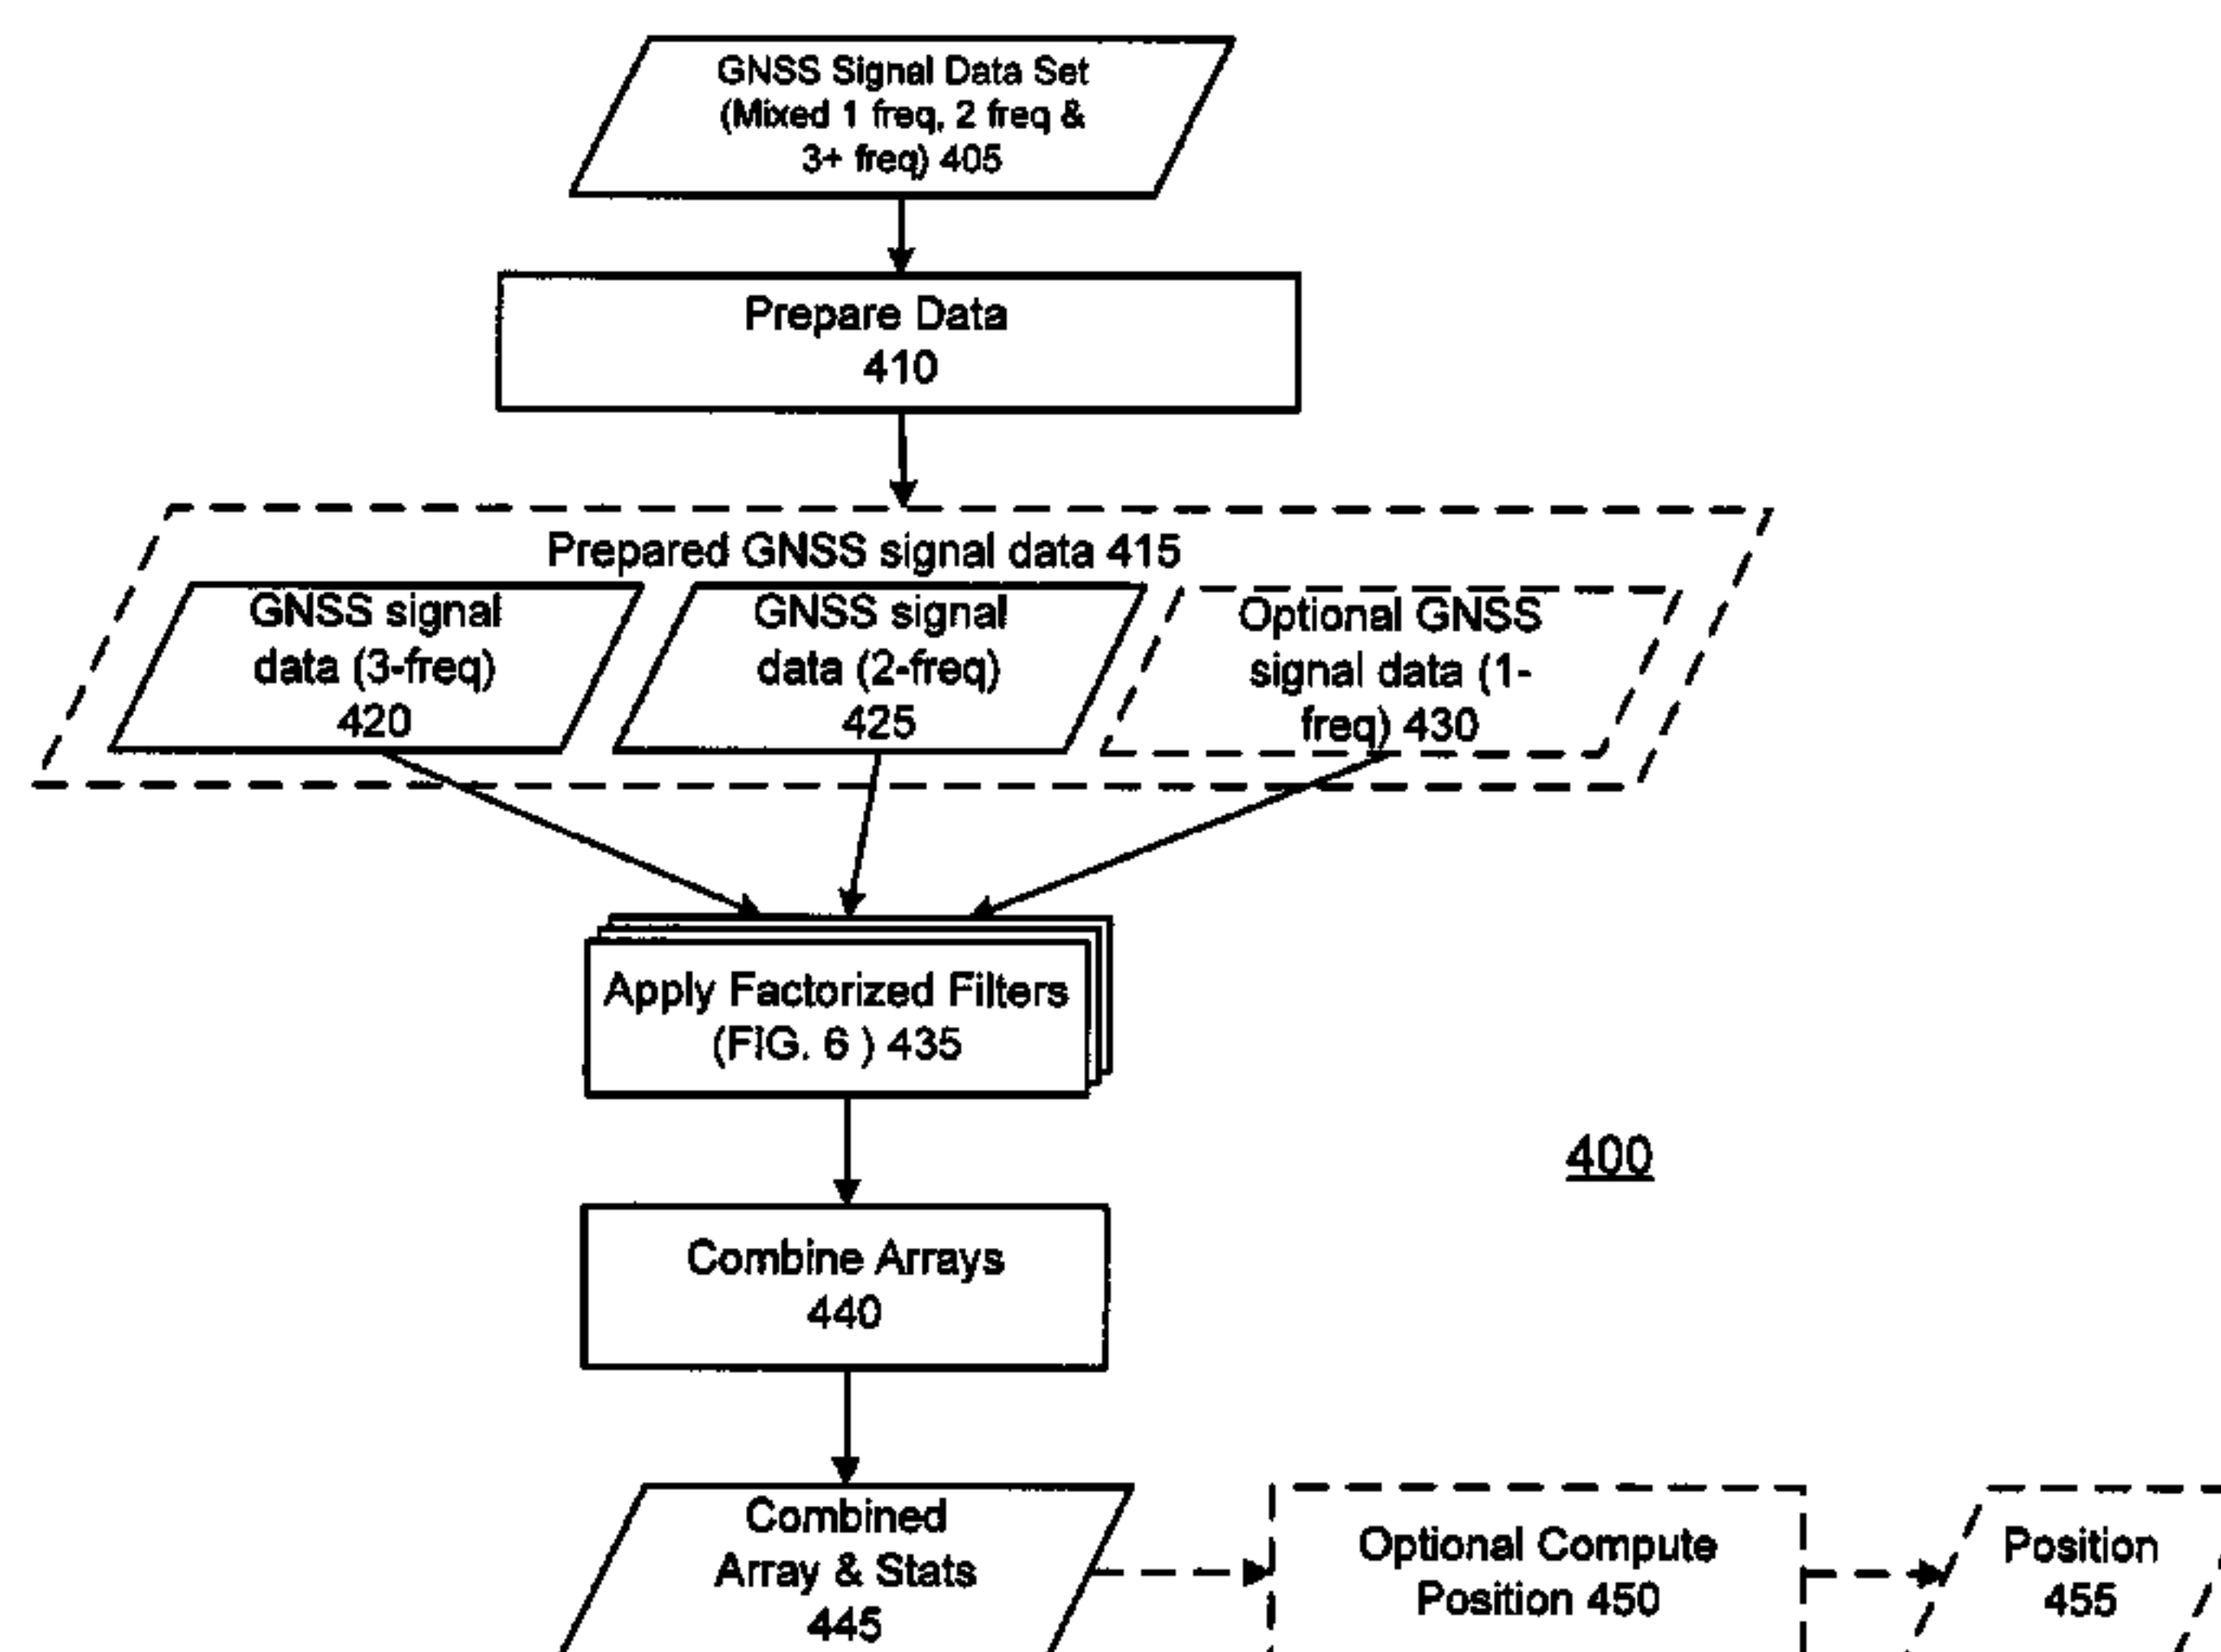 GNSS Signal Data Set
(Mixed 1 freq, 2 freq &
3+ freq) 405
Prepare Data
410
Prepared GNSS signal data 415
GNSS signal
data (3-freq)
420
GNSS signal
data (2-freq)
425
Optional GNSS
signal data (1-
freq) 430
Apply Factorized Filters
(FIG. 6 ) 435
400
Combine Arrays
440
Combined
Array & Stats
445
Optional Compute
Position 450
Position
455